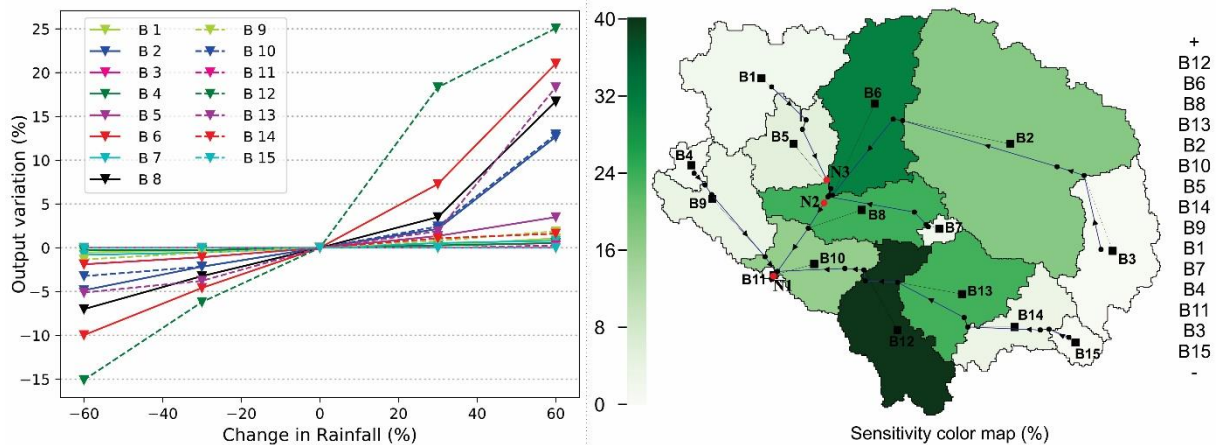 Output variation (%)
25
20
15
10
5
0
−5
−10
−15
B 1
B 2
B 3
B 4
B 5
B 6
B 7
B 8
B 9
B 10
B 11
B 12
B 13
B 14
B 15
−60
−40
−20
0
20
40
60
Change in Rainfall (%)
40
32
24
16
8
0
B1
B6
B5
B2
B4
N3
B9
N2
B8
B7
B3
B10
B11
N1
B13
B14
B12
B15
Sensitivity color map (%)
+
B12
B6
B8
B13
B2
B10
B5
B14
B9
B1
B7
B4
B11
B3
B15
-